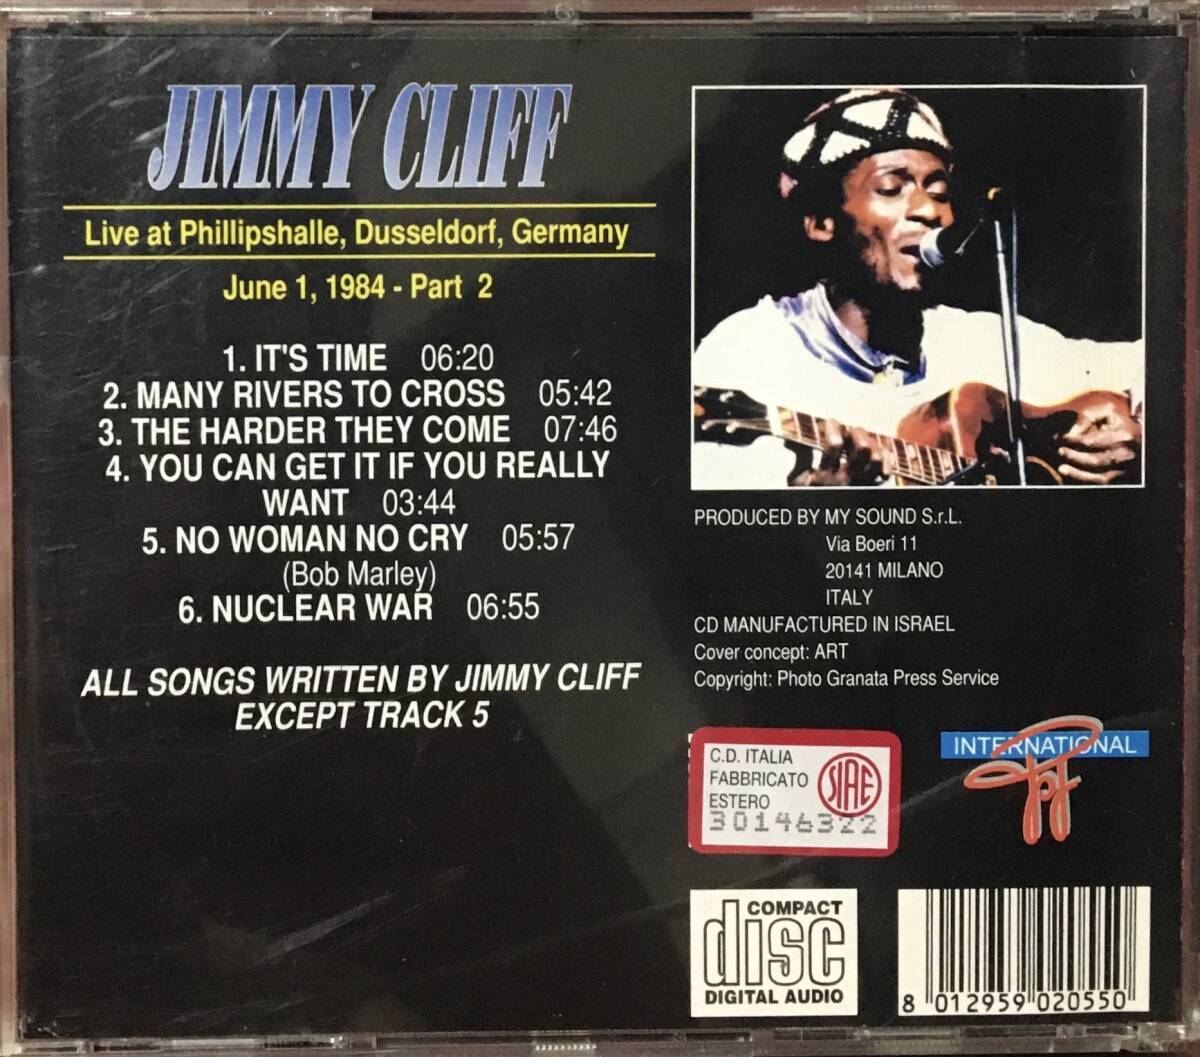 JIMMY CLIFF
Live at Phillipshalle, Dusseldorf, Germany
June 1, 1984 - Part 2
1. IT'S TIME 06:20
2. MANY RIVERS TO CROSS 05:42
3. THE HARDER THEY COME 07:46
4. YOU CAN GET IT IF YOU REALLY
WANT 03:44
5. NO WOMAN NO CRY 05:57
(Bob Marley)
6. NUCLEAR WAR 06:55
ALL SONGS WRITTEN BY JIMMY CLIFF
EXCEPT TRACK 5
PRODUCED BY MY SOUND S.r.L.
Via Boeri 11
20141 MILANO
ITALY
CD MANUFACTURED IN ISRAEL
Cover concept: ART
Copyright: Photo Granata Press Service
C.D. ITALIA
FABBRICATO
ESTERO
30146322
SIAE
INTERNATIONAL
COMPACT
disc
DIGITAL AUDIO
8 012959 020550